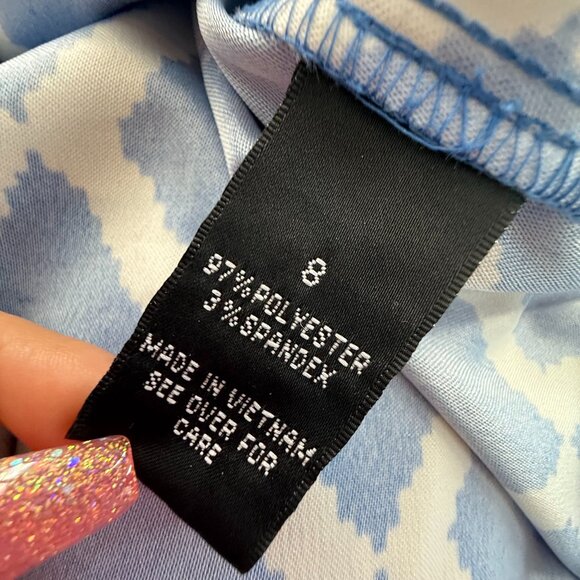 8
97% POLYESTER
3% SPANDEX
MADE IN VIETNAM
SEE OVER FOR
CARE